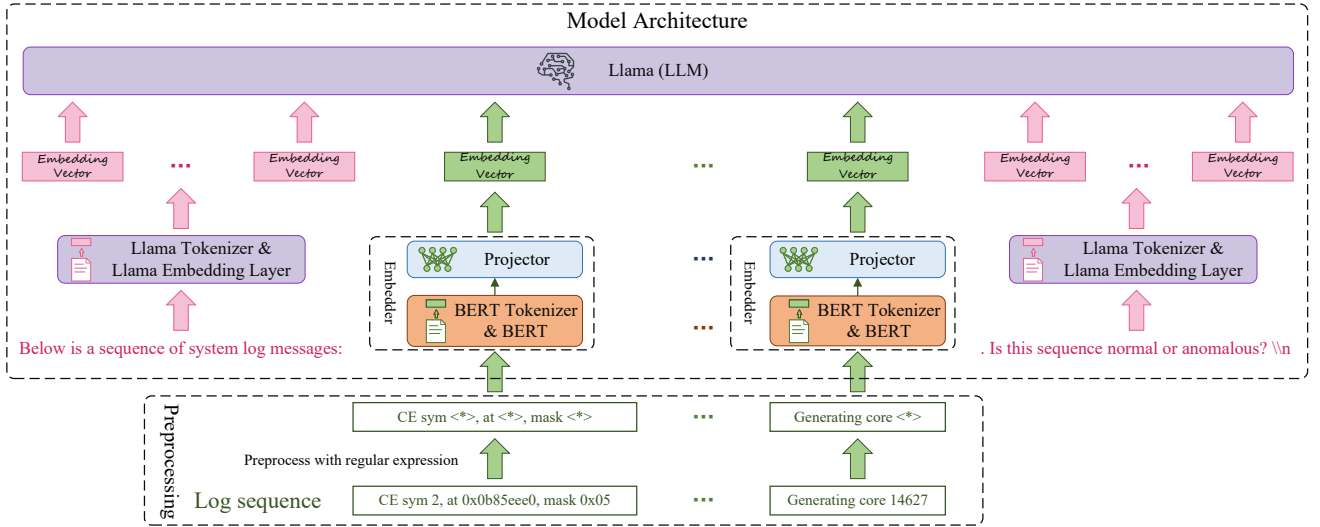 Model Architecture
Llama (LLM)
Embedding Vector
...
Embedding Vector
Embedding Vector
...
Embedding Vector
Embedding Vector
...
Embedding Vector
Llama Tokenizer &
Llama Embedding Layer
Embedder
Projector
BERT Tokenizer
& BERT
...
...
Embedder
Projector
BERT Tokenizer
& BERT
Llama Tokenizer &
Llama Embedding Layer
Below is a sequence of system log messages:
. Is this sequence normal or anomalous? \\n
Preprocessing
CE sym <*>, at <*>, mask <*>
...
Generating core <*>
Preprocess with regular expression
Log sequence
CE sym 2, at 0x0b85eee0, mask 0x05
...
Generating core 14627